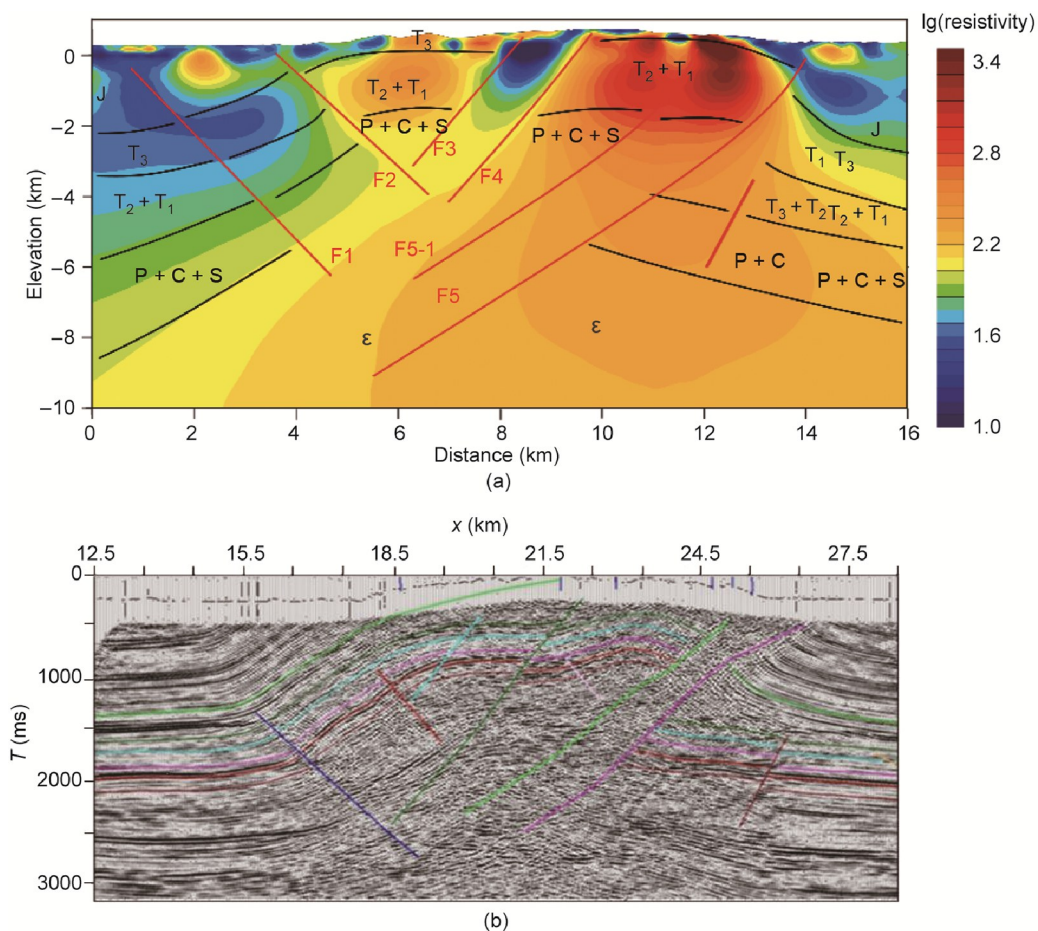 lg(resistivity)
0
−2
−4
−6
−8
−10
Elevation (km)
J
T3
T2 + T1
P + C + S
F1
T3
T2 + T1
P + C + S
F2
F3
F4
F5-1
F5
ε
T2 + T1
P + C + S
ε
J
T1 T3
T3 + T2T2 + T1
P + C
P + C + S
3.4
2.8
2.2
1.6
1.0
0 2 4 6 8 10 12 14 16
Distance (km)
(a)
x (km)
12.5 15.5 18.5 21.5 24.5 27.5
0
1000
2000
3000
T (ms)
(b)